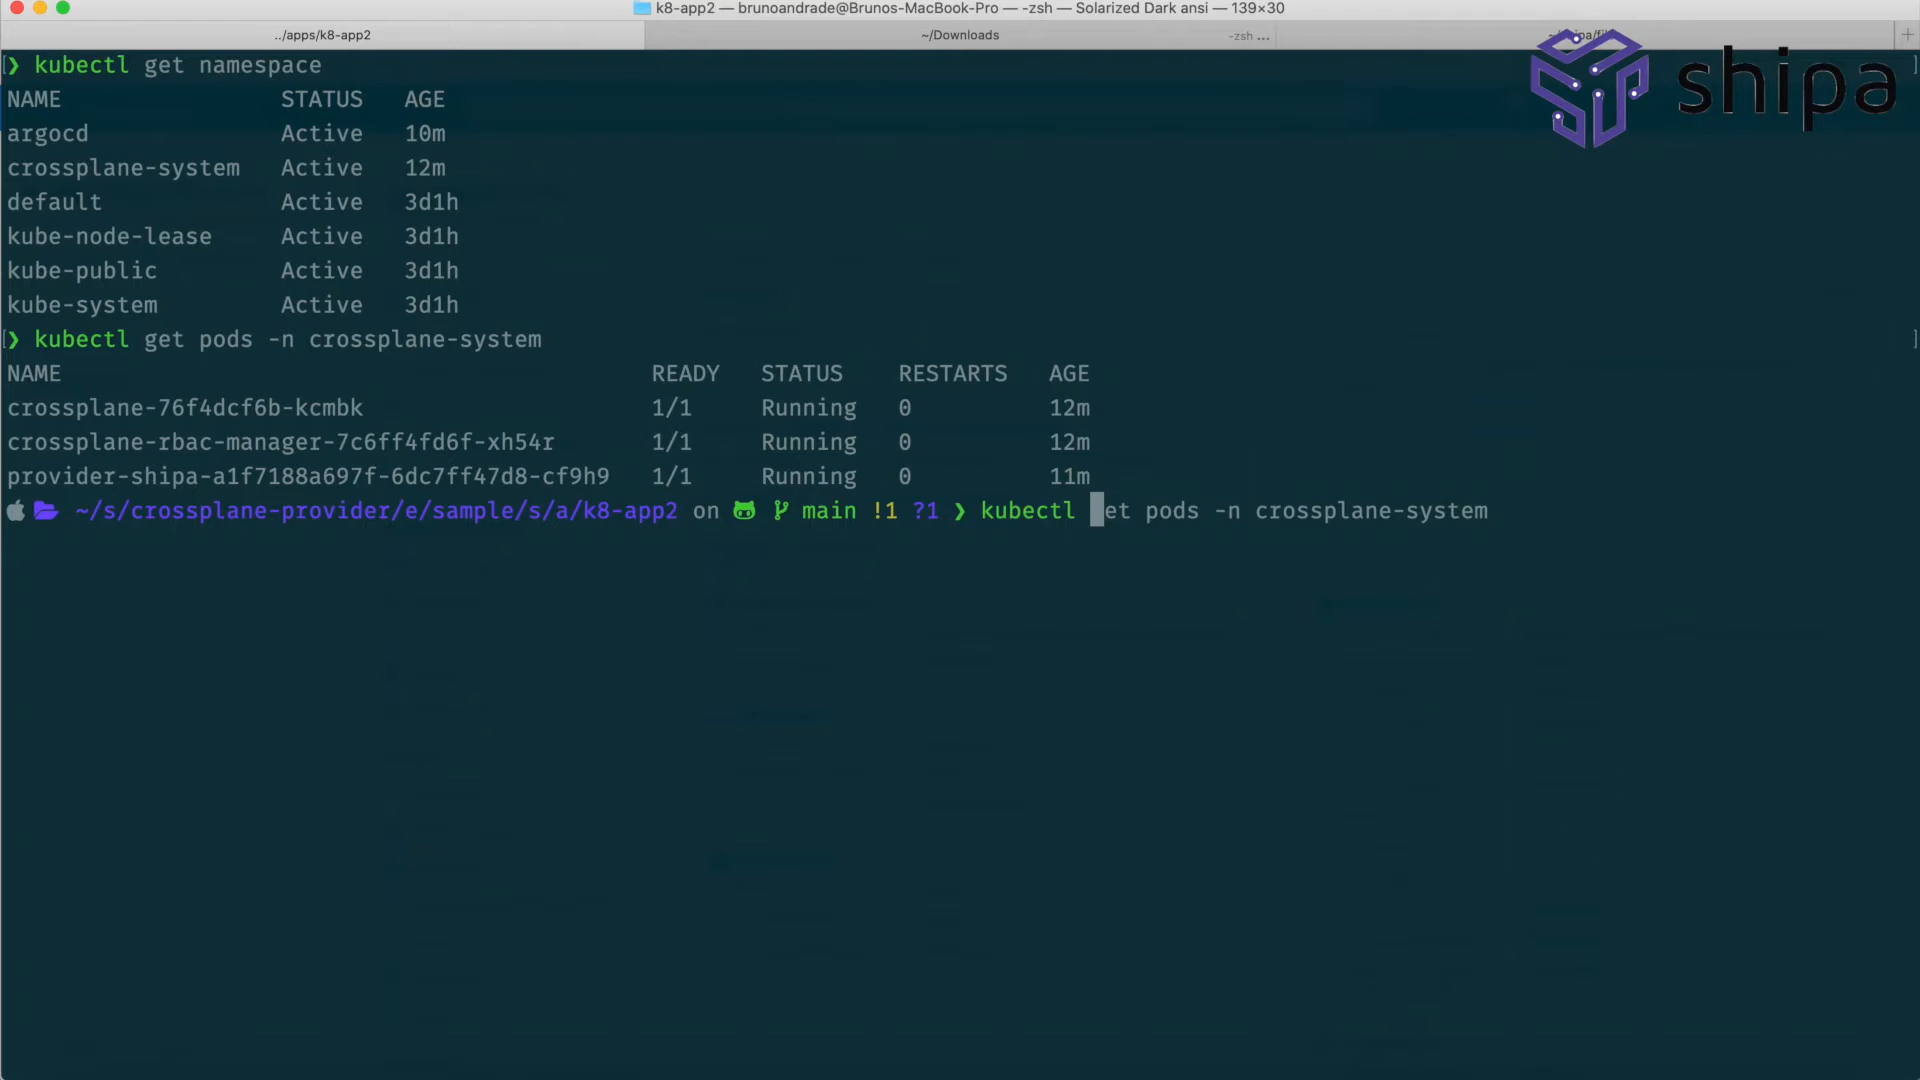 k8-app2 — brunoandrade@Brunos-MacBook-Pro — -zsh — Solarized Dark ansi — 139×30
../apps/k8-app2 ~/Downloads -zsh ...
shipa
❯ kubectl get namespace
NAME STATUS AGE
argocd Active 10m
crossplane-system Active 12m
default Active 3d1h
kube-node-lease Active 3d1h
kube-public Active 3d1h
kube-system Active 3d1h
❯ kubectl get pods -n crossplane-system
NAME READY STATUS RESTARTS AGE
crossplane-76f4dcf6b-kcmbk 1/1 Running 0 12m
crossplane-rbac-manager-7c6ff4fd6f-xh54r 1/1 Running 0 12m
provider-shipa-a1f7188a697f-6dc7ff47d8-cf9h9 1/1 Running 0 11m
~/s/crossplane-provider/e/sample/s/a/k8-app2 on main !1 ?1 ❯ kubectl et pods -n crossplane-system